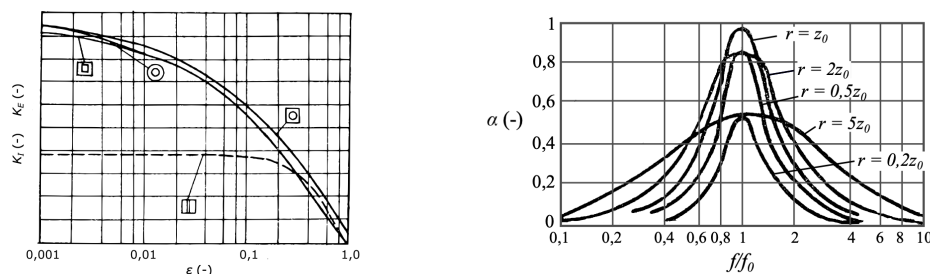 K_I (-)   K_E (-)
0,001
0,01
0,1
1,0
ε (-)
α (-)
1
0,8
0,6
0,4
0,2
0
r = z₀
r = 2z₀
r = 0,5z₀
r = 5z₀
r = 0,2z₀
0,1
0,2
0,4
0,6
0,8
1
2
4
6
8
10
f/f₀